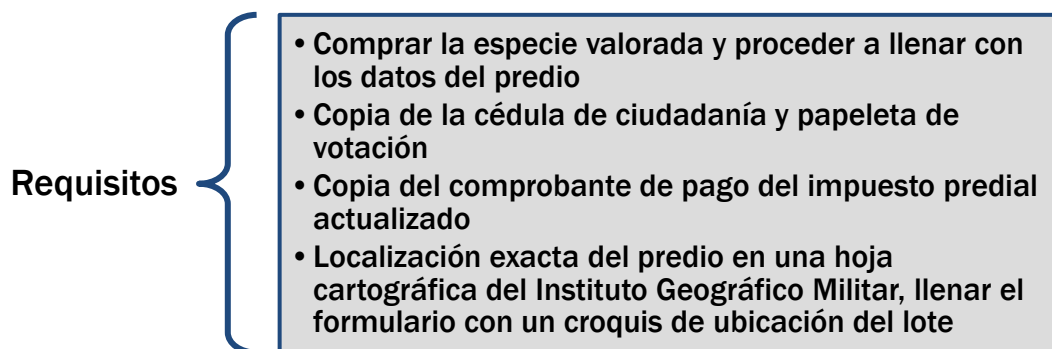 Requisitos
• Comprar la especie valorada y proceder a llenar con
los datos del predio
• Copia de la cédula de ciudadanía y papeleta de
votación
• Copia del comprobante de pago del impuesto predial
actualizado
• Localización exacta del predio en una hoja
cartográfica del Instituto Geográfico Militar, llenar el
formulario con un croquis de ubicación del lote